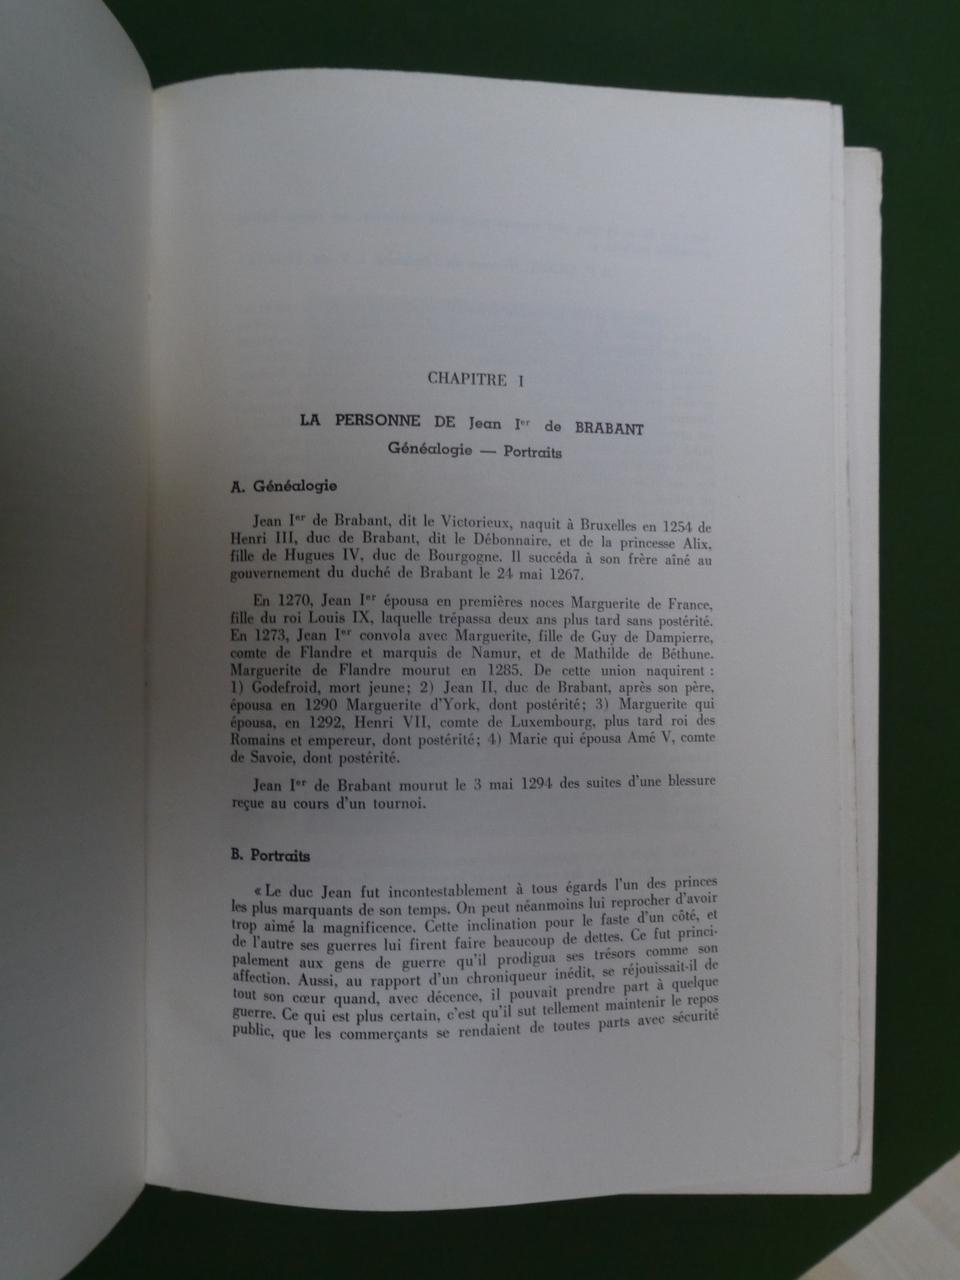 CHAPITRE I
LA PERSONNE DE Jean Ier de BRABANT
Généalogie — Portraits
A. Généalogie
Jean Ier de Brabant, dit le Victorieux, naquit à Bruxelles en 1254 de
Henri III, duc de Brabant, dit le Débonnaire, et de la princesse Alix,
fille de Hugues IV, duc de Bourgogne. Il succéda à son frère aîné au
gouvernement du duché de Brabant le 24 mai 1267.
En 1270, Jean Ier épousa en premières noces Marguerite de France,
fille du roi Louis IX, laquelle trépassa deux ans plus tard sans postérité.
En 1273, Jean Ier convola avec Marguerite, fille de Guy de Dampierre,
comte de Flandre et marquis de Namur, et de Mathilde de Béthune.
Marguerite de Flandre mourut en 1285. De cette union naquirent :
1) Godefroid, mort jeune; 2) Jean II, duc de Brabant, après son père,
épousa en 1290 Marguerite d'York, dont postérité; 3) Marguerite qui
épousa, en 1292, Henri VII, comte de Luxembourg, plus tard roi des
Romains et empereur, dont postérité; 4) Marie qui épousa Amé V, comte
de Savoie, dont postérité.
Jean Ier de Brabant mourut le 3 mai 1294 des suites d'une blessure
reçue au cours d'un tournoi.
B. Portraits
« Le duc Jean fut incontestablement à tous égards l'un des princes
les plus marquants de son temps. On peut néanmoins lui reprocher d'avoir
trop aimé la magnificence. Cette inclination pour le faste d'un côté, et
de l'autre ses guerres lui firent faire beaucoup de dettes. Ce fut princi-
palement aux gens de guerre qu'il prodigua ses trésors comme son
affection. Aussi, au rapport d'un chroniqueur inédit, se réjouissait-il de
tout son cœur quand, avec décence, il pouvait prendre part à quelque
guerre. Ce qui est plus certain, c'est qu'il sut tellement maintenir le repos
public, que les commerçants se rendaient de toutes parts avec sécurité